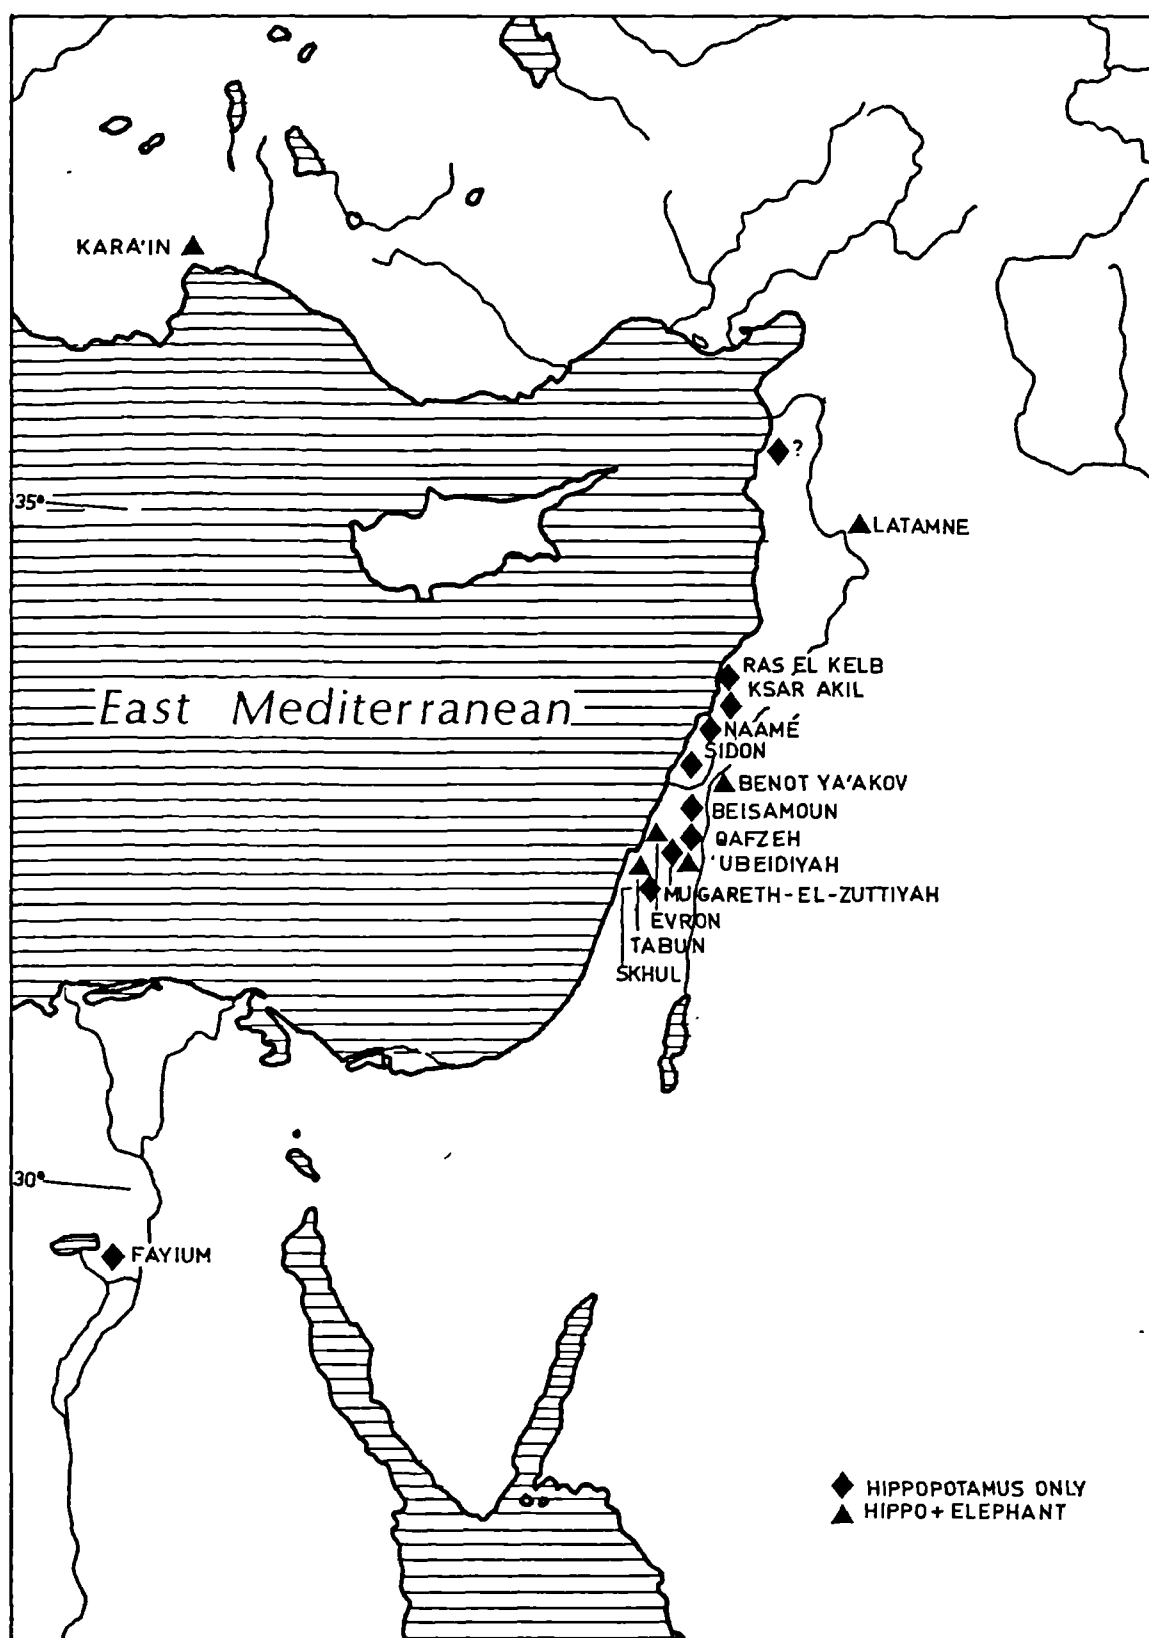 KARA'IN
?
35°
LATAMNE
RAS EL KELB
KSAR AKIL
East Mediterranean
NAÁMÉ
SIDON
BENOT YA'AKOV
BEISAMOUN
QAFZEH
'UBEIDIYAH
MUGARETH-EL-ZUTTIYAH
EVRON
TABUN
SKHUL
30°
FAYIUM
HIPPOPOTAMUS ONLY
HIPPO + ELEPHANT